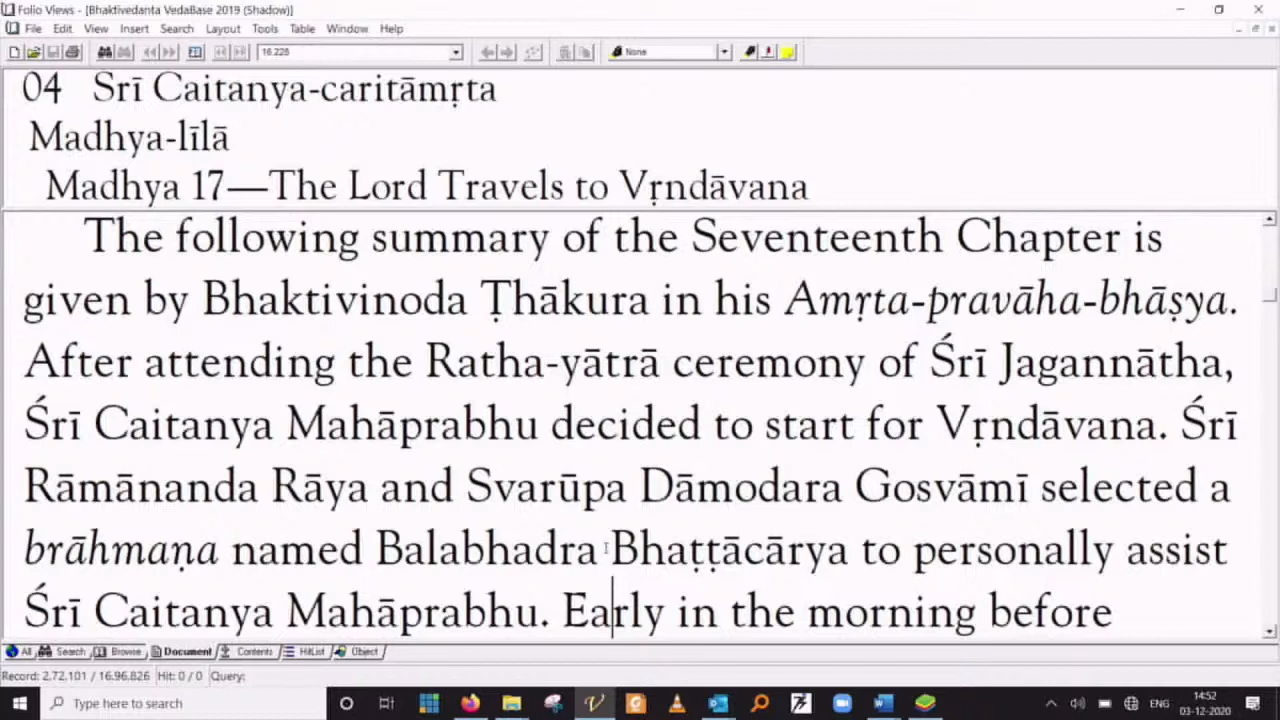 Folio Views - [Bhaktivedanta VedaBase 2019 (Shadow)]
File Edit View Insert Search Layout Tools Table Window Help
16.228 None
04 Śrī Caitanya-caritāmṛta
Madhya-līlā
Madhya 17—The Lord Travels to Vṛndāvana
The following summary of the Seventeenth Chapter is
given by Bhaktivinoda Ṭhākura in his Amṛta-pravāha-bhāṣya.
After attending the Ratha-yātrā ceremony of Śrī Jagannātha,
Śrī Caitanya Mahāprabhu decided to start for Vṛndāvana. Śrī
Rāmānanda Rāya and Svarūpa Dāmodara Gosvāmī selected a
brāhmaṇa named Balabhadra Bhaṭṭācārya to personally assist
Śrī Caitanya Mahāprabhu. Early in the morning before
All Search Browse Document Contents HitList Object
Record: 2,72,101 / 16,96,826 Hit: 0 / 0 Query:
Type here to search ENG 14:52
03-12-2020